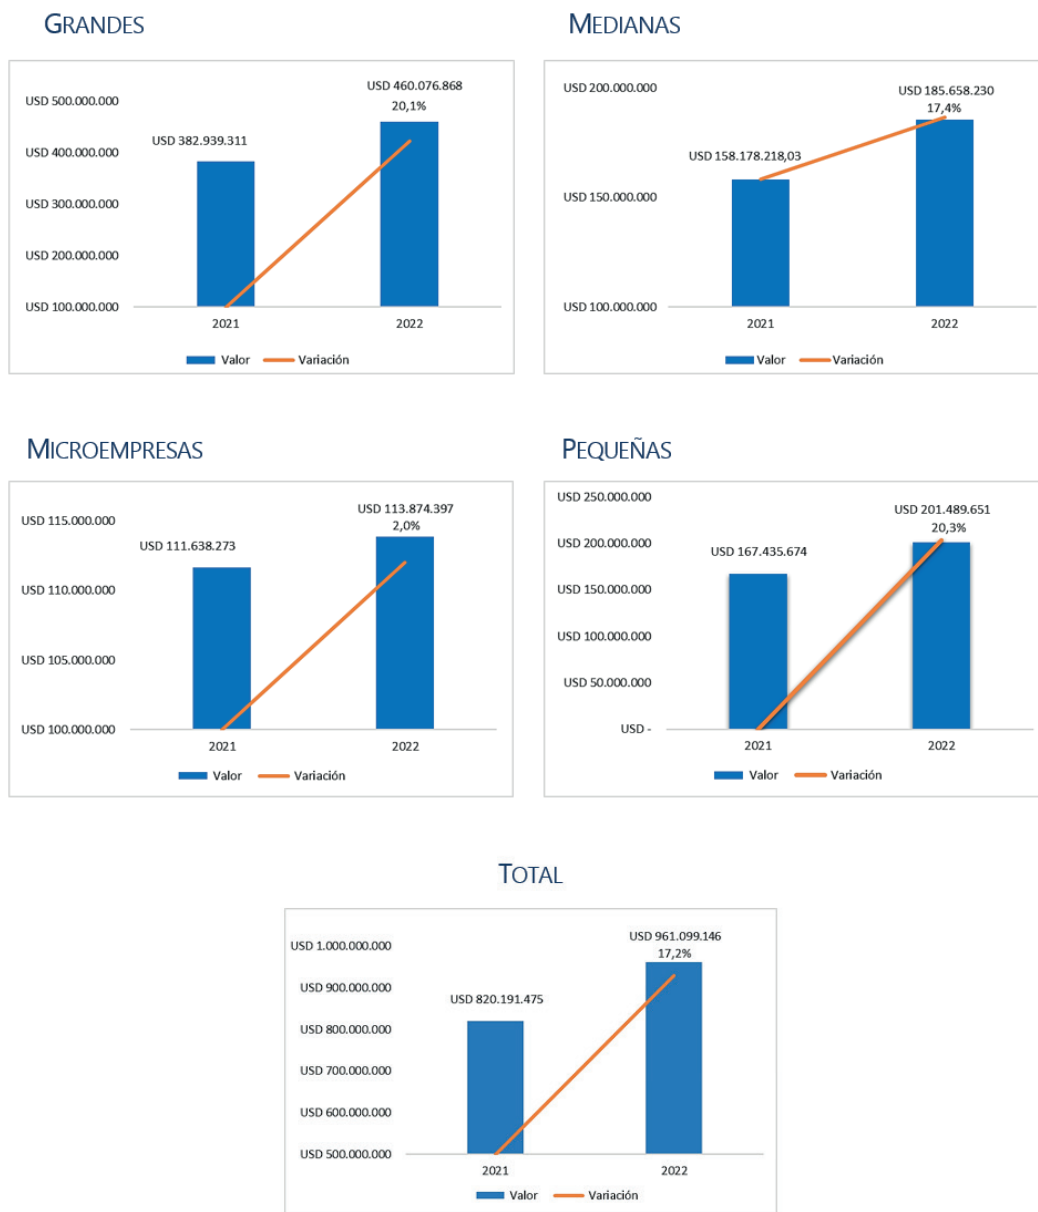 GRANDES
USD 500.000.000
USD 400.000.000
USD 300.000.000
USD 200.000.000
USD 100.000.000
USD 382.939.311
USD 460.076.868
20,1%
2021
2022
Valor
Variación
MEDIANAS
USD 200.000.000
USD 150.000.000
USD 100.000.000
USD 158.178.218,03
USD 185.658.230
17,4%
2021
2022
Valor
Variación
MICROEMPRESAS
USD 115.000.000
USD 110.000.000
USD 105.000.000
USD 100.000.000
USD 111.638.273
USD 113.874.397
2,0%
2021
2022
Valor
Variación
PEQUEÑAS
USD 250.000.000
USD 200.000.000
USD 150.000.000
USD 100.000.000
USD 50.000.000
USD -
USD 167.435.674
USD 201.489.651
20,3%
2021
2022
Valor
Variación
TOTAL
USD 1.000.000.000
USD 900.000.000
USD 800.000.000
USD 700.000.000
USD 600.000.000
USD 500.000.000
USD 820.191.475
USD 961.099.146
17,2%
2021
2022
Valor
Variación